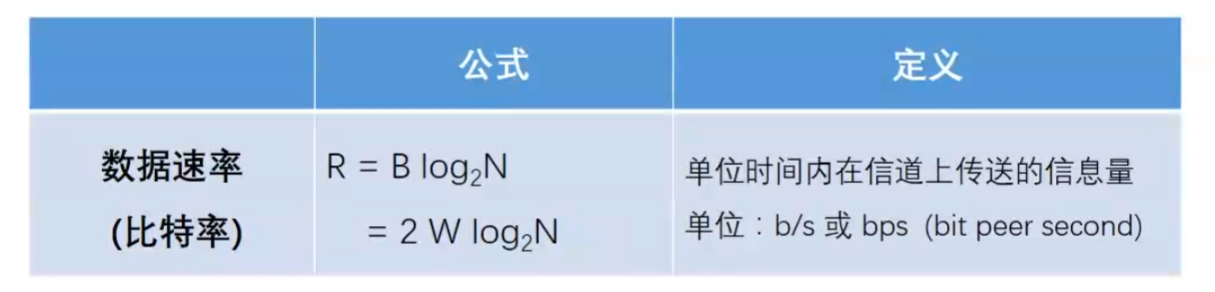 公式
定义
数据速率
(比特率)
R = B log₂N
= 2 W log₂N
单位时间内在信道上传送的信息量
单位：b/s 或 bps (bit peer second)